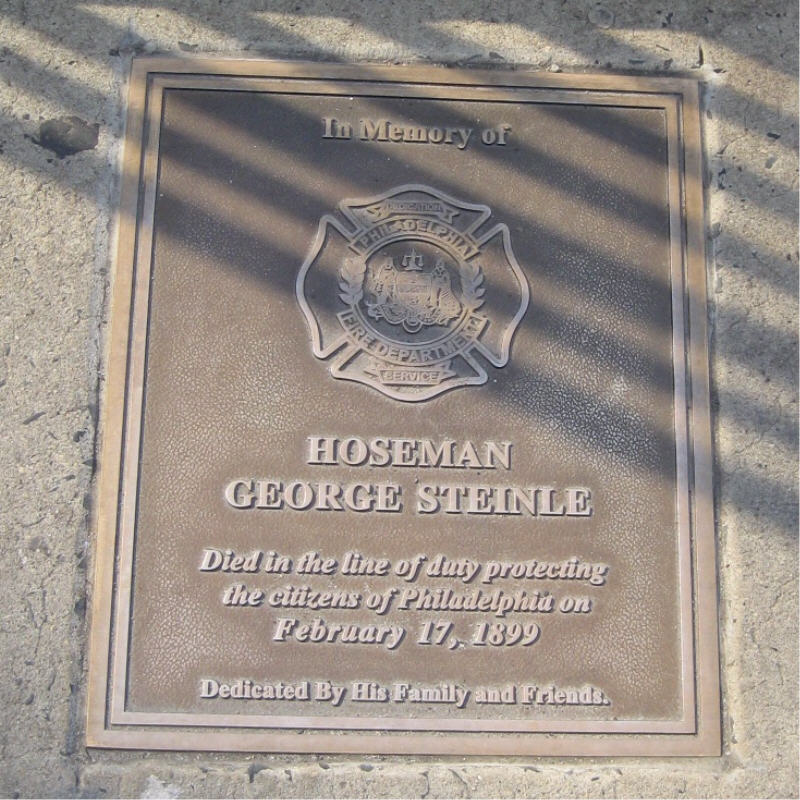 In Memory of
DEDICATION
PHILADELPHIA
FIRE DEPARTMENT
SERVICE
HOSEMAN
GEORGE STEINLE
Died in the line of duty protecting
the citizens of Philadelphia on
February 17, 1899
Dedicated By His Family and Friends.